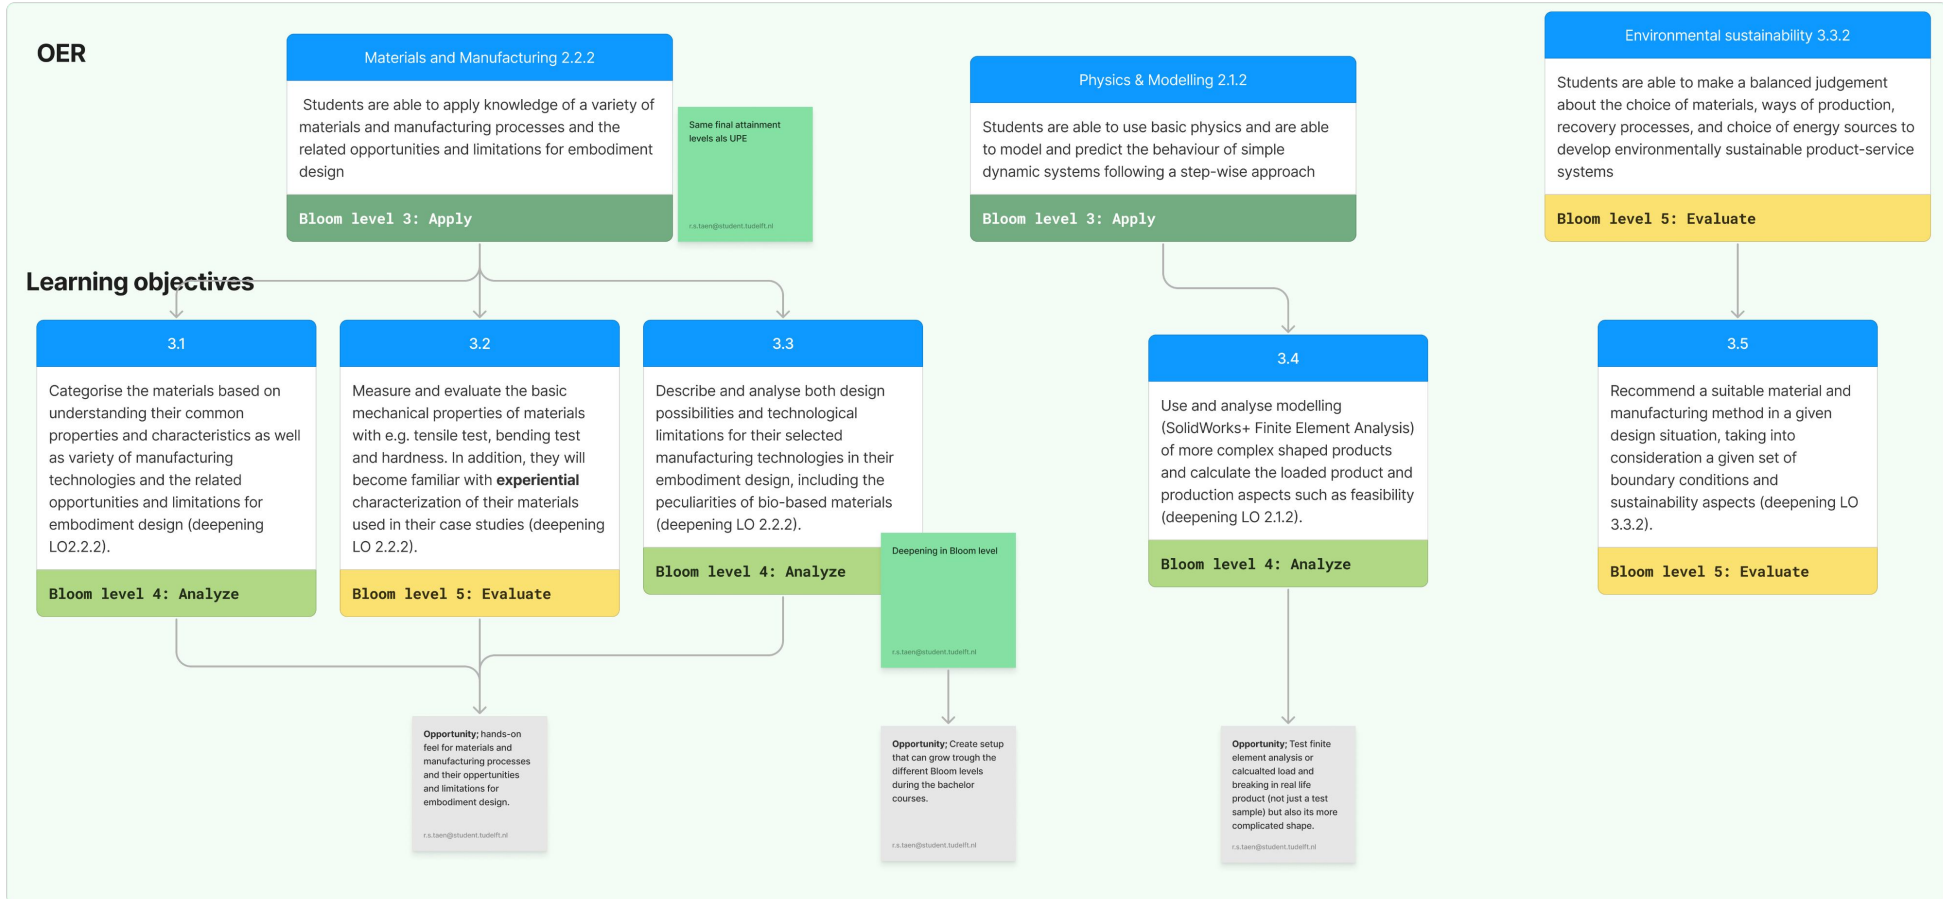 OER
Materials and Manufacturing 2.2.2
Students are able to apply knowledge of a variety of
materials and manufacturing processes and the
related opportunities and limitations for embodiment
design
Bloom level 3: Apply
Same final attainment
levels als UPE
r.s.taen@student.tudelft.nl
Physics & Modelling 2.1.2
Students are able to use basic physics and are able
to model and predict the behaviour of simple
dynamic systems following a step-wise approach
Bloom level 3: Apply
Environmental sustainability 3.3.2
Students are able to make a balanced judgement
about the choice of materials, ways of production,
recovery processes, and choice of energy sources to
develop environmentally sustainable product-service
systems
Bloom level 5: Evaluate
Learning objectives
3.1
Categorise the materials based on
understanding their common
properties and characteristics as well
as variety of manufacturing
technologies and the related
opportunities and limitations for
embodiment design (deepening
LO2.2.2).
Bloom level 4: Analyze
3.2
Measure and evaluate the basic
mechanical properties of materials
with e.g. tensile test, bending test
and hardness. In addition, they will
become familiar with experiential
characterization of their materials
used in their case studies (deepening
LO 2.2.2).
Bloom level 5: Evaluate
3.3
Describe and analyse both design
possibilities and technological
limitations for their selected
manufacturing technologies in their
embodiment design, including the
peculiarities of bio-based materials
(deepening LO 2.2.2).
Bloom level 4: Analyze
Deepening in Bloom level
r.s.taen@student.tudelft.nl
3.4
Use and analyse modelling
(SolidWorks+ Finite Element Analysis)
of more complex shaped products
and calculate the loaded product and
production aspects such as feasibility
(deepening LO 2.1.2).
Bloom level 4: Analyze
3.5
Recommend a suitable material and
manufacturing method in a given
design situation, taking into
consideration a given set of
boundary conditions and
sustainability aspects (deepening LO
3.3.2).
Bloom level 5: Evaluate
Opportunity; hands-on
feel for materials and
manufacturing processes
and their oppertunities
and limitations for
embodiment design.
r.s.taen@student.tudelft.nl
Opportunity; Create setup
that can grow trough the
different Bloom levels
during the bachelor
courses.
r.s.taen@student.tudelft.nl
Opportunity; Test finite
element analysis or
calcualted load and
breaking in real life
product (not just a test
sample) but also its more
complicated shape.
r.s.taen@student.tudelft.nl